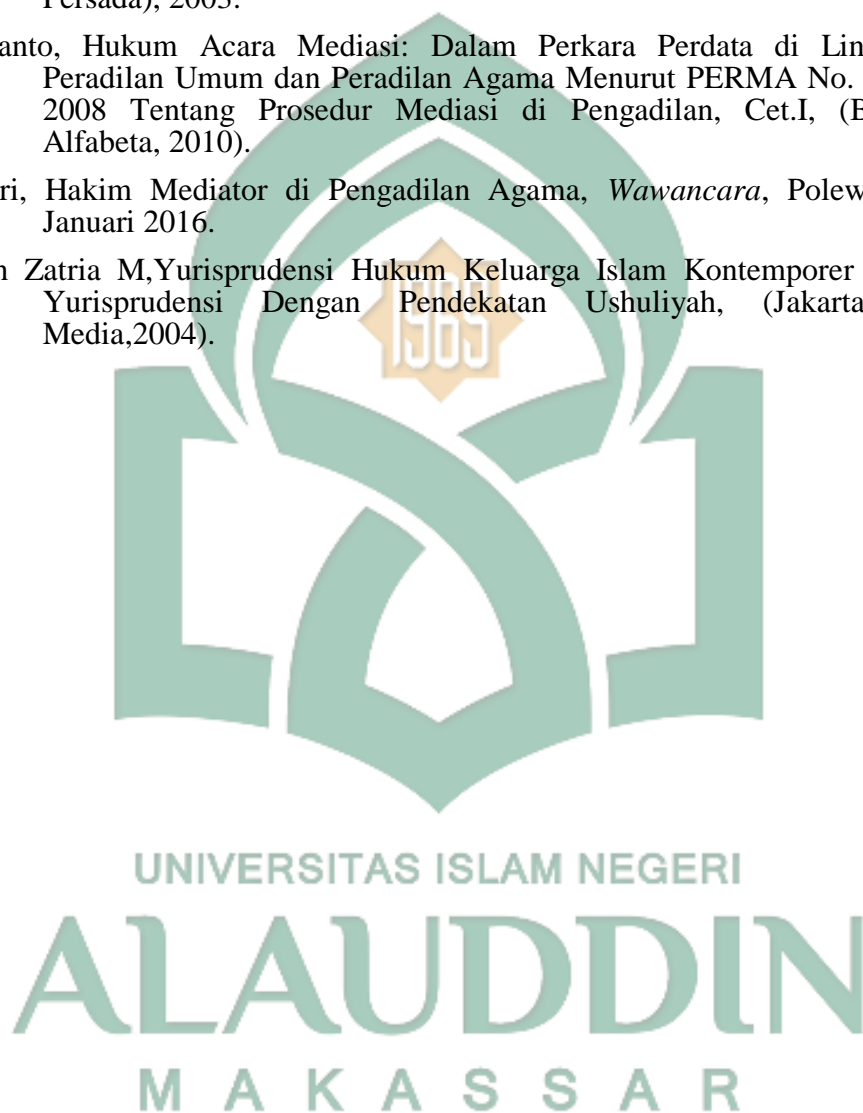 Persada), 2003.
anto, Hukum Acara Mediasi: Dalam Perkara Perdata di Lin
Peradilan Umum dan Peradilan Agama Menurut PERMA No.
2008 Tentang Prosedur Mediasi di Pengadilan, Cet.I, (B
Alfabeta, 2010).
ri, Hakim Mediator di Pengadilan Agama, Wawancara, Polew
Januari 2016.
n Zatria M,Yurisprudensi Hukum Keluarga Islam Kontemporer
Yurisprudensi Dengan Pendekatan Ushuliyah, (Jakarta
Media,2004).
1965
UNIVERSITAS ISLAM NEGERI
ALAUDDIN
MAKASSAR